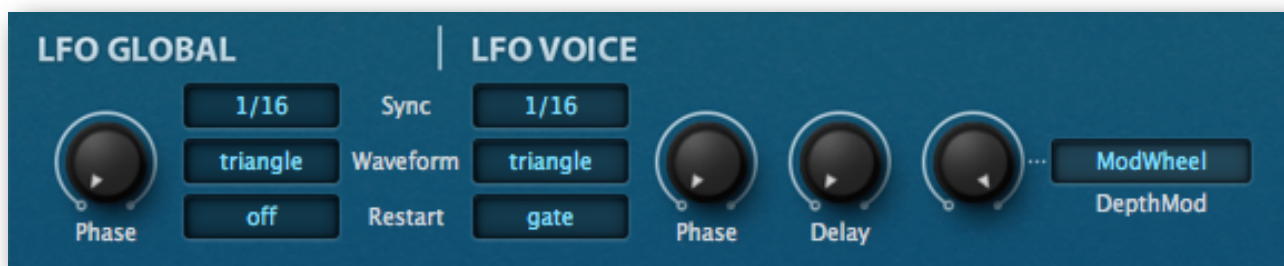 LFO GLOBAL | LFO VOICE
1/16 Sync 1/16
triangle Waveform triangle ModWheel
off Restart gate DepthMod
Phase Phase Delay